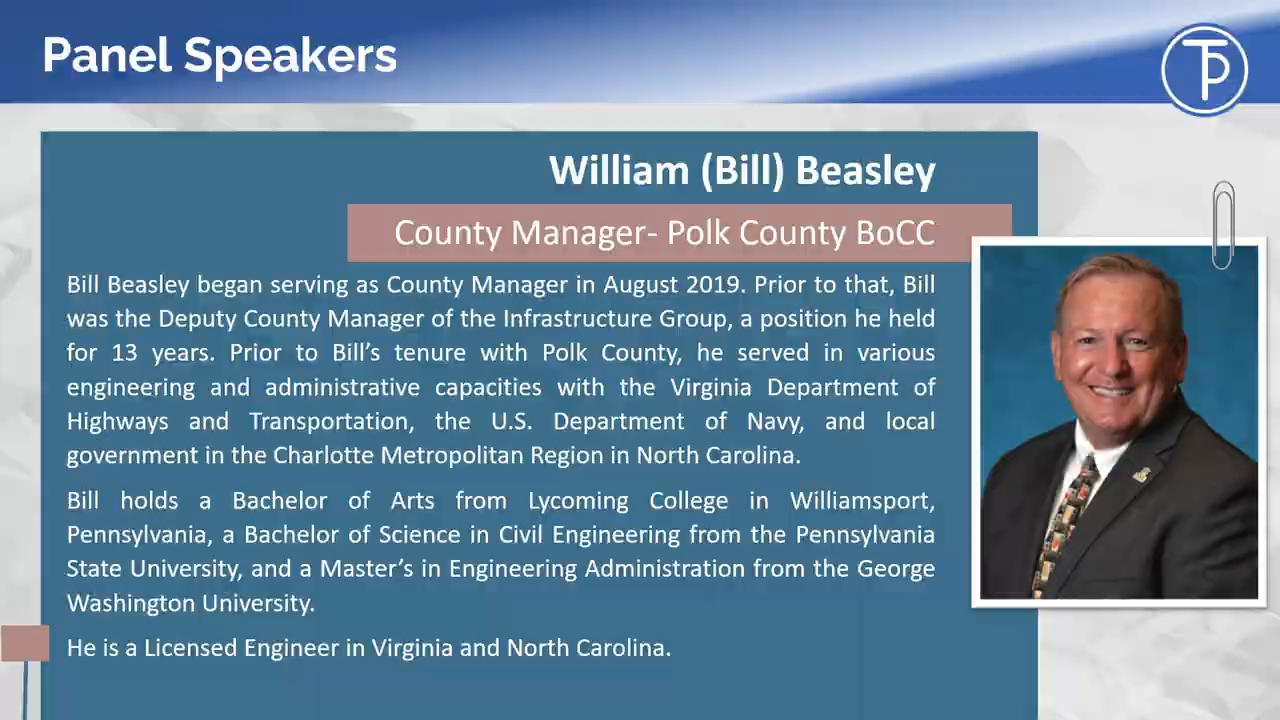 Panel Speakers
TP
William (Bill) Beasley
County Manager- Polk County BoCC
Bill Beasley began serving as County Manager in August 2019. Prior to that, Bill
was the Deputy County Manager of the Infrastructure Group, a position he held
for 13 years. Prior to Bill’s tenure with Polk County, he served in various
engineering and administrative capacities with the Virginia Department of
Highways and Transportation, the U.S. Department of Navy, and local
government in the Charlotte Metropolitan Region in North Carolina.
Bill holds a Bachelor of Arts from Lycoming College in Williamsport,
Pennsylvania, a Bachelor of Science in Civil Engineering from the Pennsylvania
State University, and a Master’s in Engineering Administration from the George
Washington University.
He is a Licensed Engineer in Virginia and North Carolina.